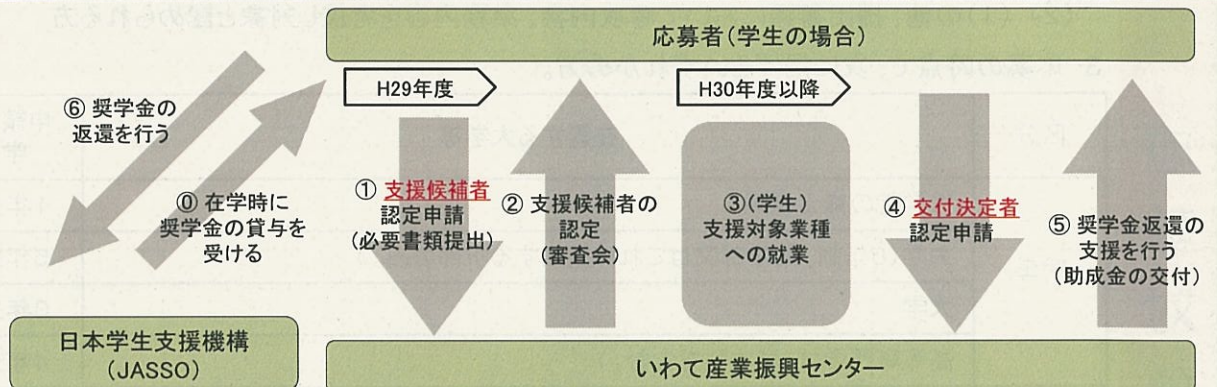 応募者(学生の場合)
H29年度
H30年度以降
⑥ 奨学金の
返還を行う
⓪ 在学時に
奨学金の貸与を
受ける
① 支援候補者
認定申請
(必要書類提出)
② 支援候補者の
認定
(審査会)
③(学生)
支援対象業種
への就業
④ 交付決定者
認定申請
⑤ 奨学金返還の
支援を行う
(助成金の交付)
日本学生支援機構
(JASSO)
いわて産業振興センター